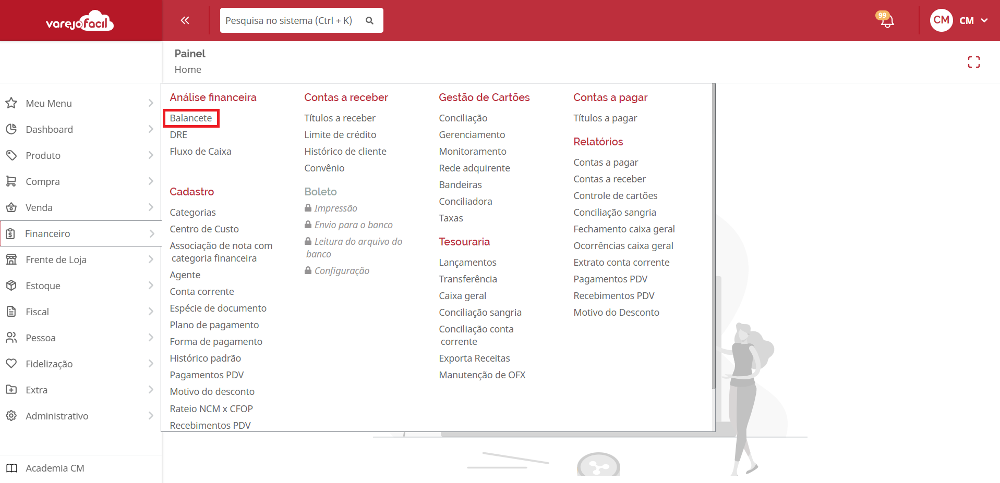 varejofacil
Pesquisa no sistema (Ctrl + K)
99
CM
CM
Painel
Home
Meu Menu
Dashboard
Produto
Compra
Venda
Financeiro
Frente de Loja
Estoque
Fiscal
Pessoa
Fidelização
Extra
Administrativo
Academia CM
Análise financeira
Balancete
DRE
Fluxo de Caixa
Cadastro
Categorias
Centro de Custo
Associação de nota com
categoria financeira
Agente
Conta corrente
Espécie de documento
Plano de pagamento
Forma de pagamento
Histórico padrão
Pagamentos PDV
Motivo do desconto
Rateio NCM x CFOP
Recebimentos PDV
Contas a receber
Títulos a receber
Limite de crédito
Histórico de cliente
Convênio
Boleto
Impressão
Envio para o banco
Leitura do arquivo do
banco
Configuração
Gestão de Cartões
Conciliação
Gerenciamento
Monitoramento
Rede adquirente
Bandeiras
Conciliadora
Taxas
Tesouraria
Lançamentos
Transferência
Caixa geral
Conciliação sangria
Conciliação conta
corrente
Exporta Receitas
Manutenção de OFX
Contas a pagar
Títulos a pagar
Relatórios
Contas a pagar
Contas a receber
Controle de cartões
Conciliação sangria
Fechamento caixa geral
Ocorrências caixa geral
Extrato conta corrente
Pagamentos PDV
Recebimentos PDV
Motivo do Desconto